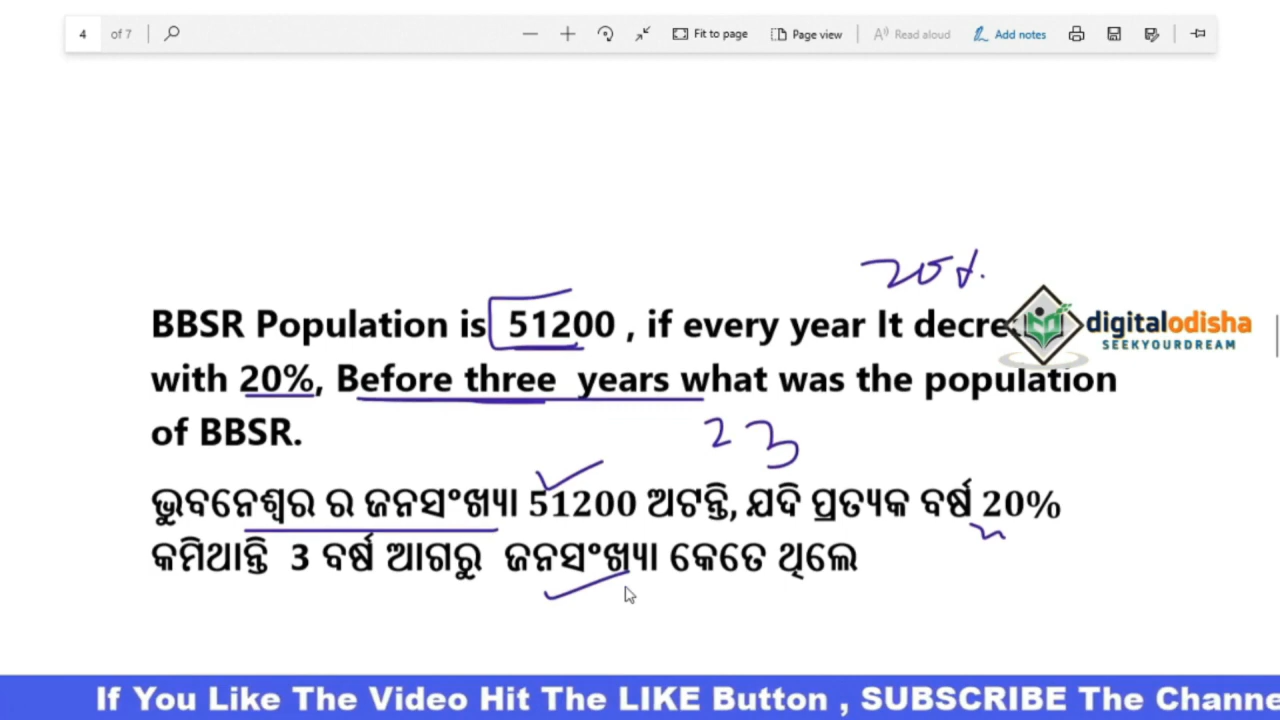 4 of 7 Fit to page Page view Read aloud Add notes
20%.
BBSR Population is 51200 , if every year It decre
digitalodisha
SEEKYOURDREAM
with 20%, Before three years what was the population
of BBSR.
2 3
ଭୁବନେଶ୍ୱର ର ଜନସଂଖ୍ୟା 51200 ଅଟନ୍ତି, ଯଦି ପ୍ରତ୍ୟକ ବର୍ଷ 20%
କମିଥାନ୍ତି 3 ବର୍ଷ ଆଗରୁ ଜନସଂଖ୍ୟା କେତେ ଥିଲେ
If You Like The Video Hit The LIKE Button , SUBSCRIBE The Channe